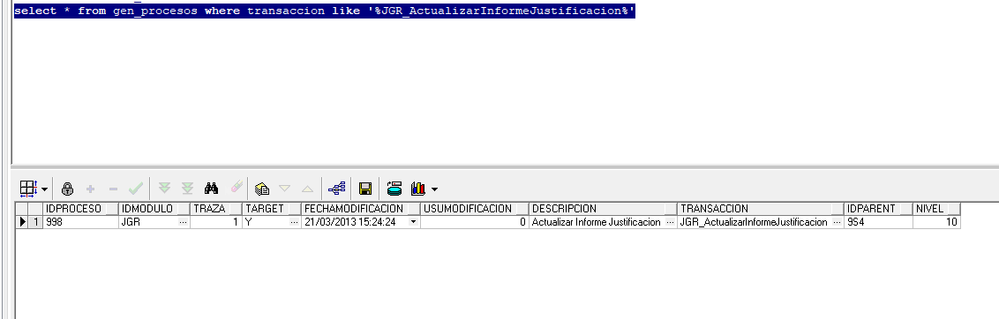 select * from gen_procesos where transaccion like '%JGR_ActualizarInformeJustificacion%'
IDPROCESO IDMODULO TRAZA TARGET FECHAMODIFICACION USUMODIFICACION DESCRIPCION TRANSACCION IDPARENT NIVEL
1 998 JGR ... 1 Y ... 21/03/2013 15:24:24 0 Actualizar Informe Justificacion ... JGR_ActualizarInformeJustificacion ... 954 10